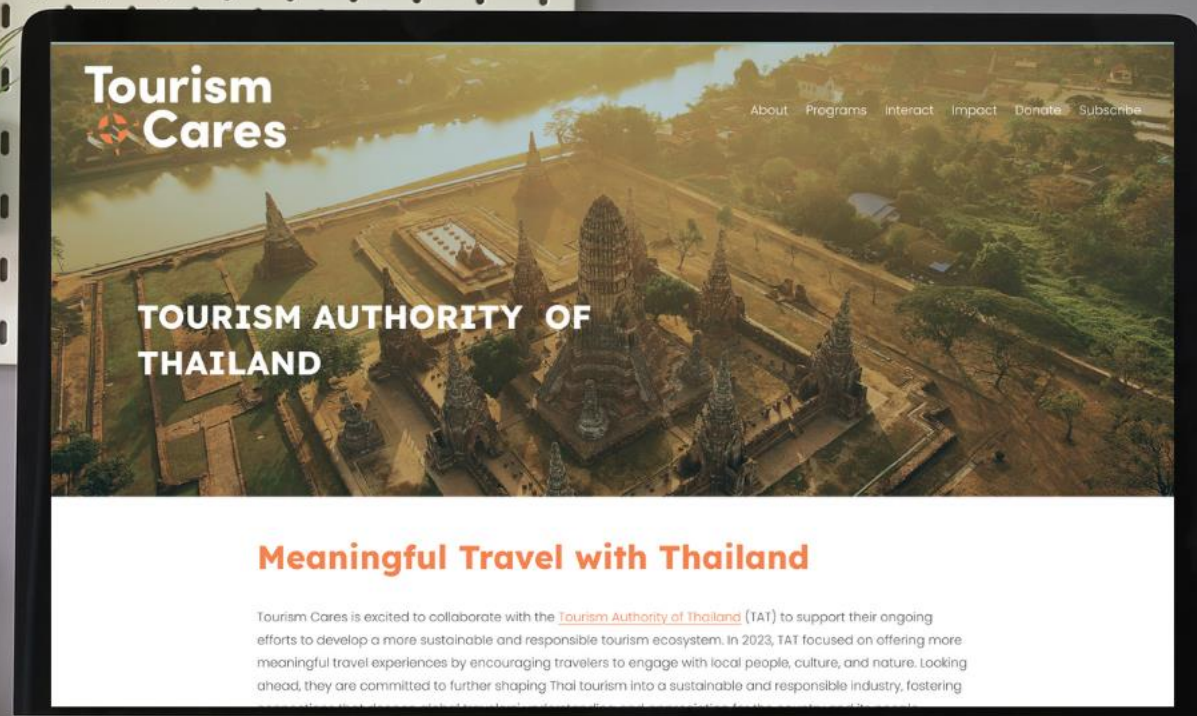 Tourism
Cares
About Programs Interact Impact Donate Subscribe
TOURISM AUTHORITY OF
THAILAND
Meaningful Travel with Thailand
Tourism Cares is excited to collaborate with the Tourism Authority of Thailand (TAT) to support their ongoing
efforts to develop a more sustainable and responsible tourism ecosystem. In 2023, TAT focused on offering more
meaningful travel experiences by encouraging travelers to engage with local people, culture, and nature. Looking
ahead, they are committed to further shaping Thai tourism into a sustainable and responsible industry, fostering